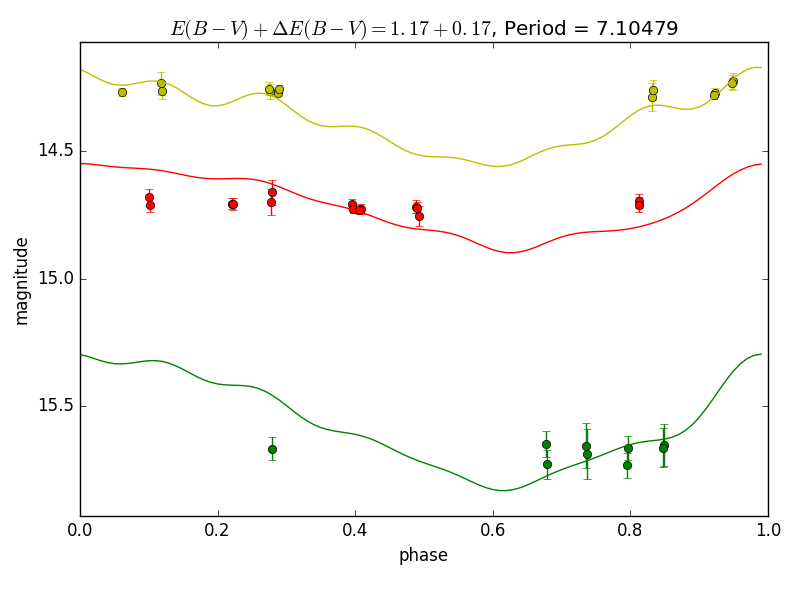 E(B − V) + ΔE(B − V) = 1.17 + 0.17, Period = 7.10479
14.5
15.0
15.5
magnitude
0.0 0.2 0.4 0.6 0.8 1.0
phase